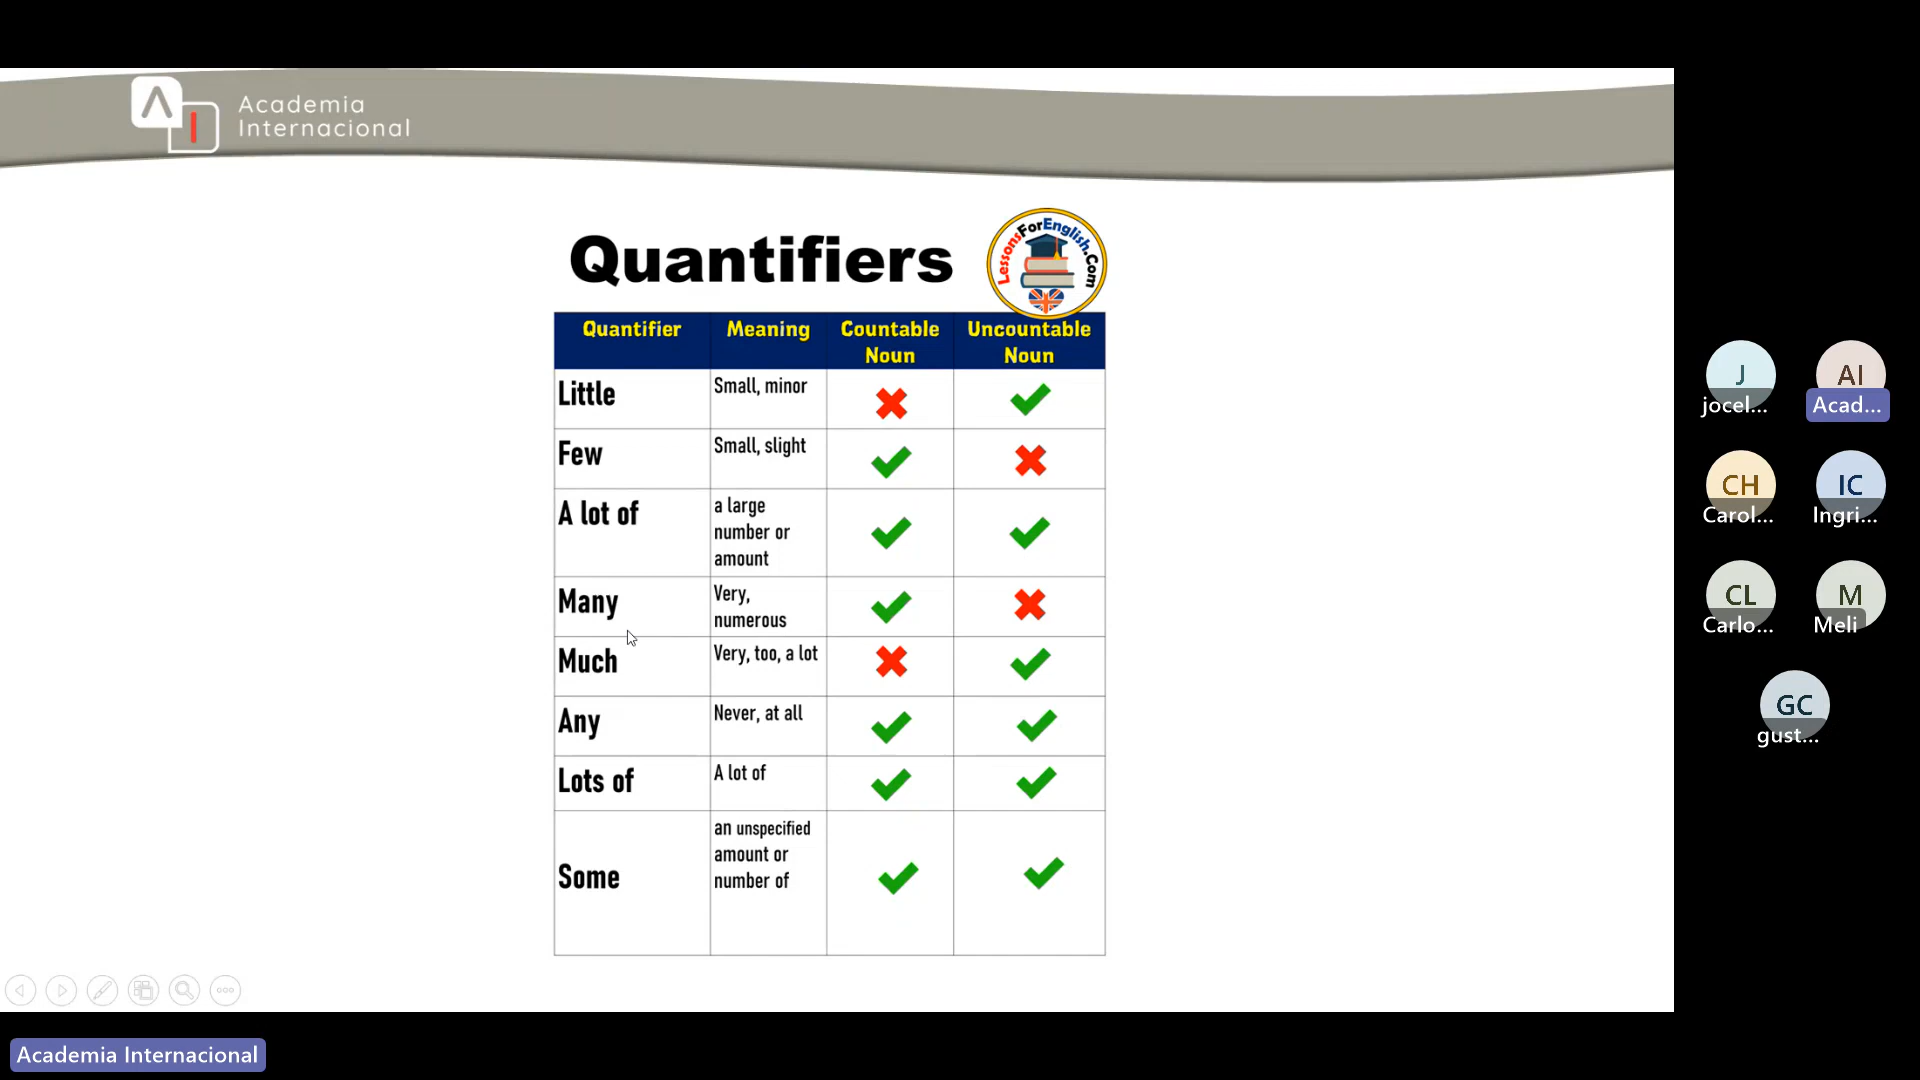 Academia
Internacional
Quantifiers
LessonsForEnglish.Com
Quantifier Meaning Countable Noun Uncountable Noun
Little Small, minor
Few Small, slight
A lot of a large number or amount
Many Very, numerous
Much Very, too, a lot
Any Never, at all
Lots of A lot of
Some an unspecified amount or number of
J AI
jocel... Acad...
CH IC
Carol... Ingri...
CL M
Carlo... Meli
GC
gust...
Academia Internacional